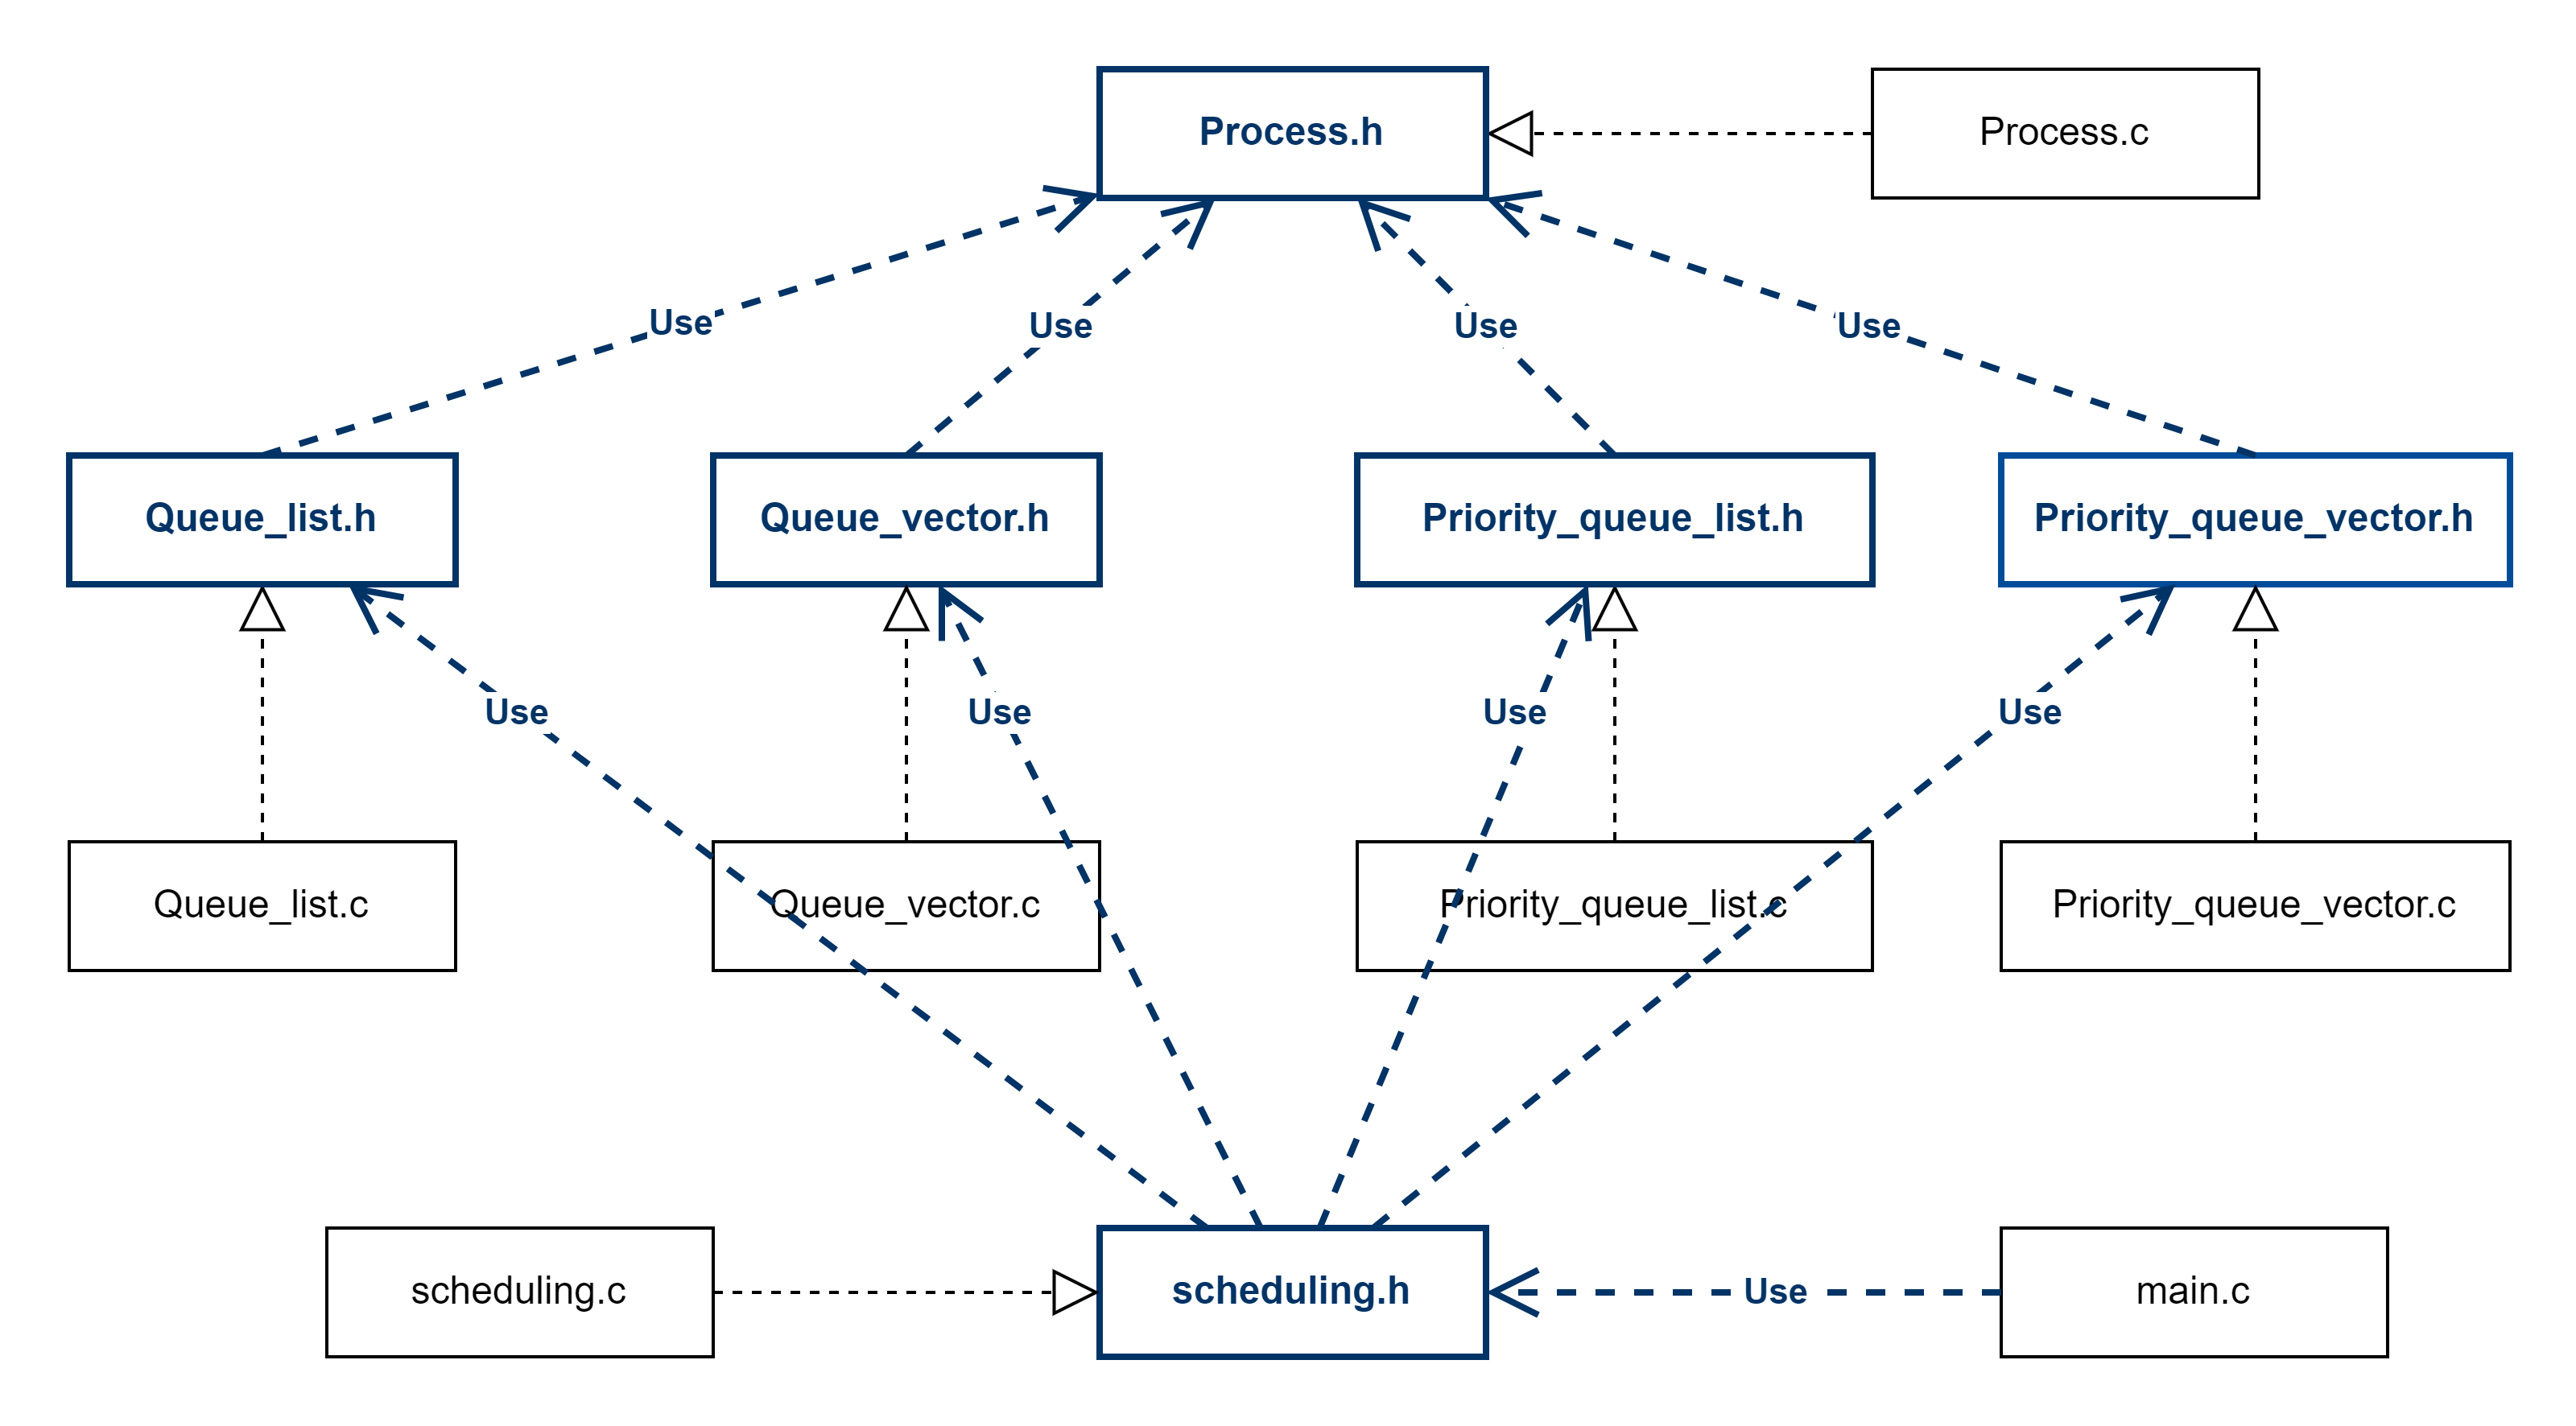 Process.h
Process.c
Use
Use
Use
Use
Queue_list.h
Queue_vector.h
Priority_queue_list.h
Priority_queue_vector.h
Use
Use
Use
Use
Queue_list.c
Queue_vector.c
Priority_queue_list.c
Priority_queue_vector.c
scheduling.c
scheduling.h
Use
main.c